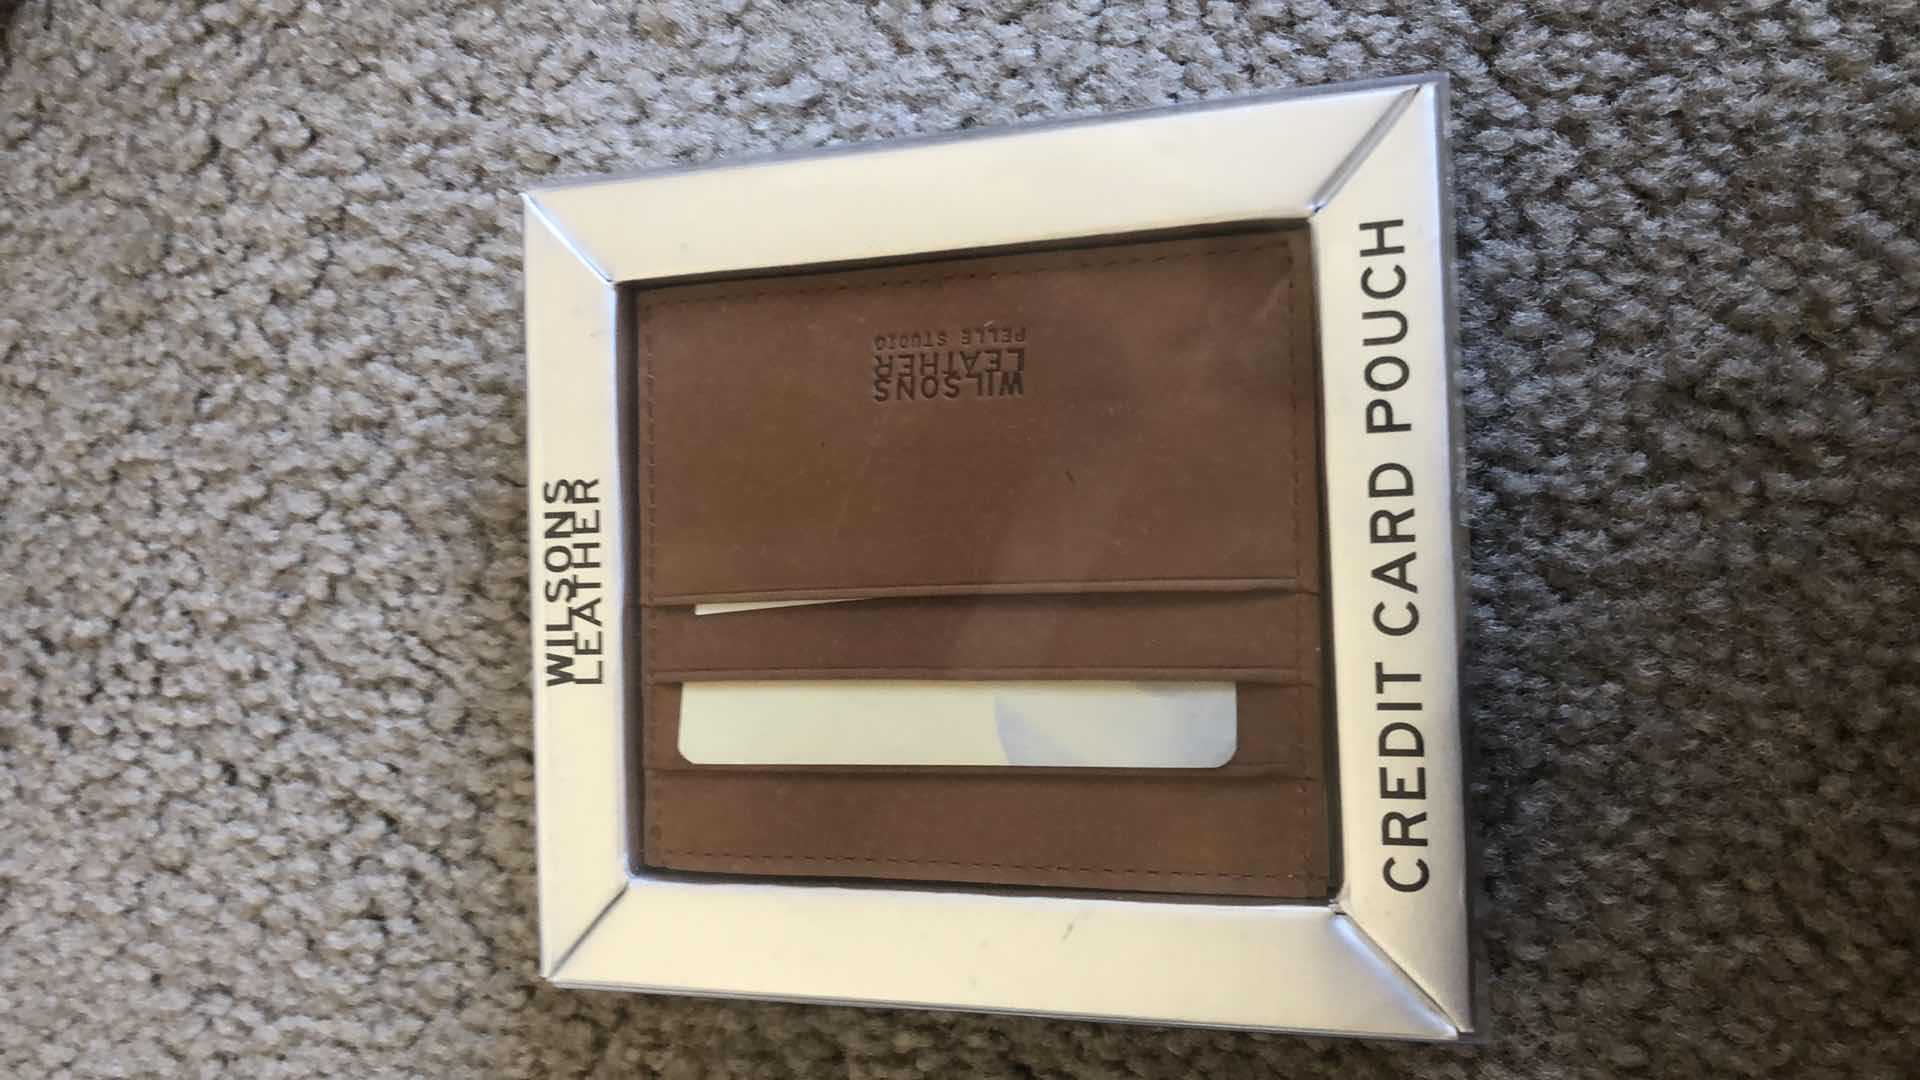 WILSONS
LEATHER
WILSONS
LEATHER
PELLE STUDIO
CREDIT CARD POUCH